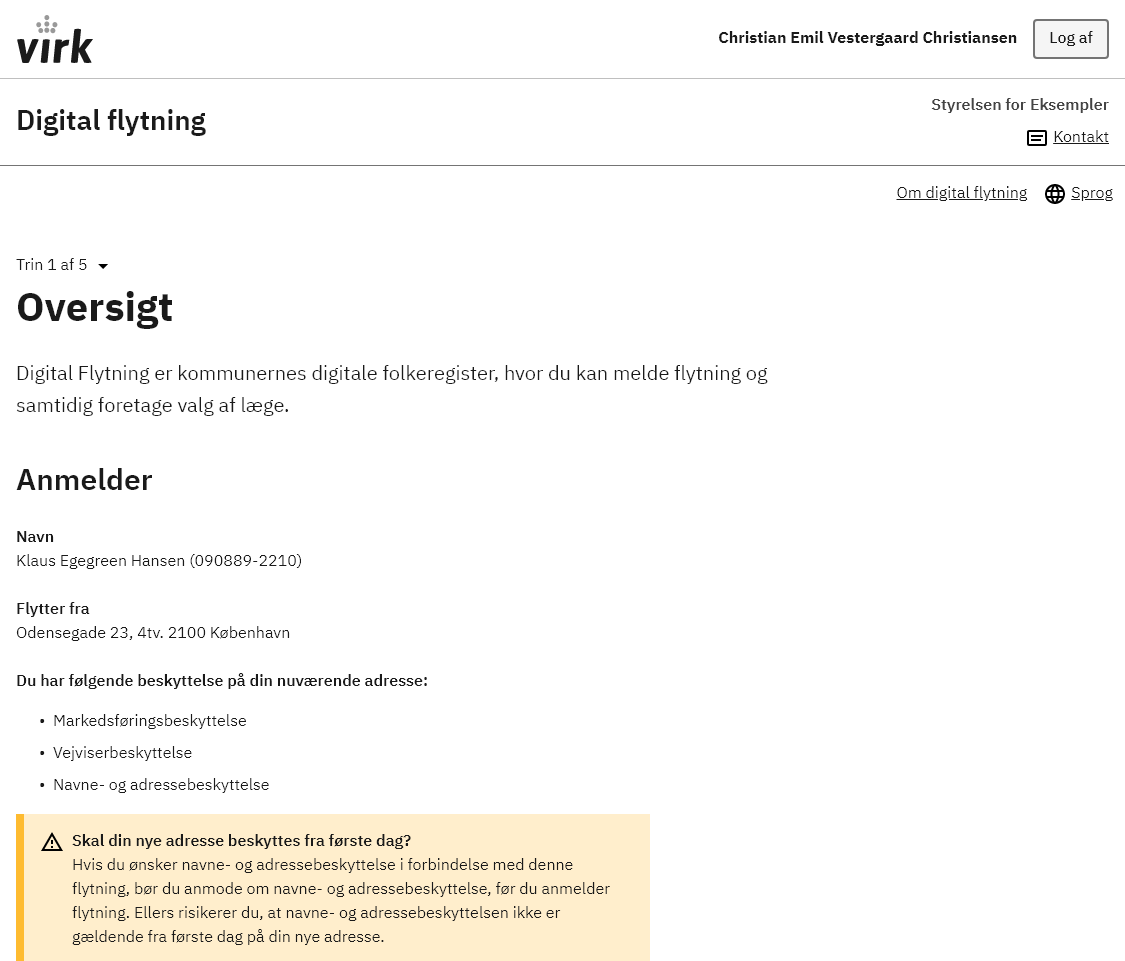 virk
Christian Emil Vestergaard Christiansen
Log af
Digital flytning
Styrelsen for Eksempler
Kontakt
Om digital flytning
Sprog
Trin 1 af 5
Oversigt
Digital Flytning er kommunernes digitale folkeregister, hvor du kan melde flytning og
samtidig foretage valg af læge.
Anmelder
Navn
Klaus Egegreen Hansen (090889-2210)
Flytter fra
Odensegade 23, 4tv. 2100 København
Du har følgende beskyttelse på din nuværende adresse:
• Markedsføringsbeskyttelse
• Vejviserbeskyttelse
• Navne- og adressebeskyttelse
Skal din nye adresse beskyttes fra første dag?
Hvis du ønsker navne- og adressebeskyttelse i forbindelse med denne
flytning, bør du anmode om navne- og adressebeskyttelse, før du anmelder
flytning. Ellers risikerer du, at navne- og adressebeskyttelsen ikke er
gældende fra første dag på din nye adresse.